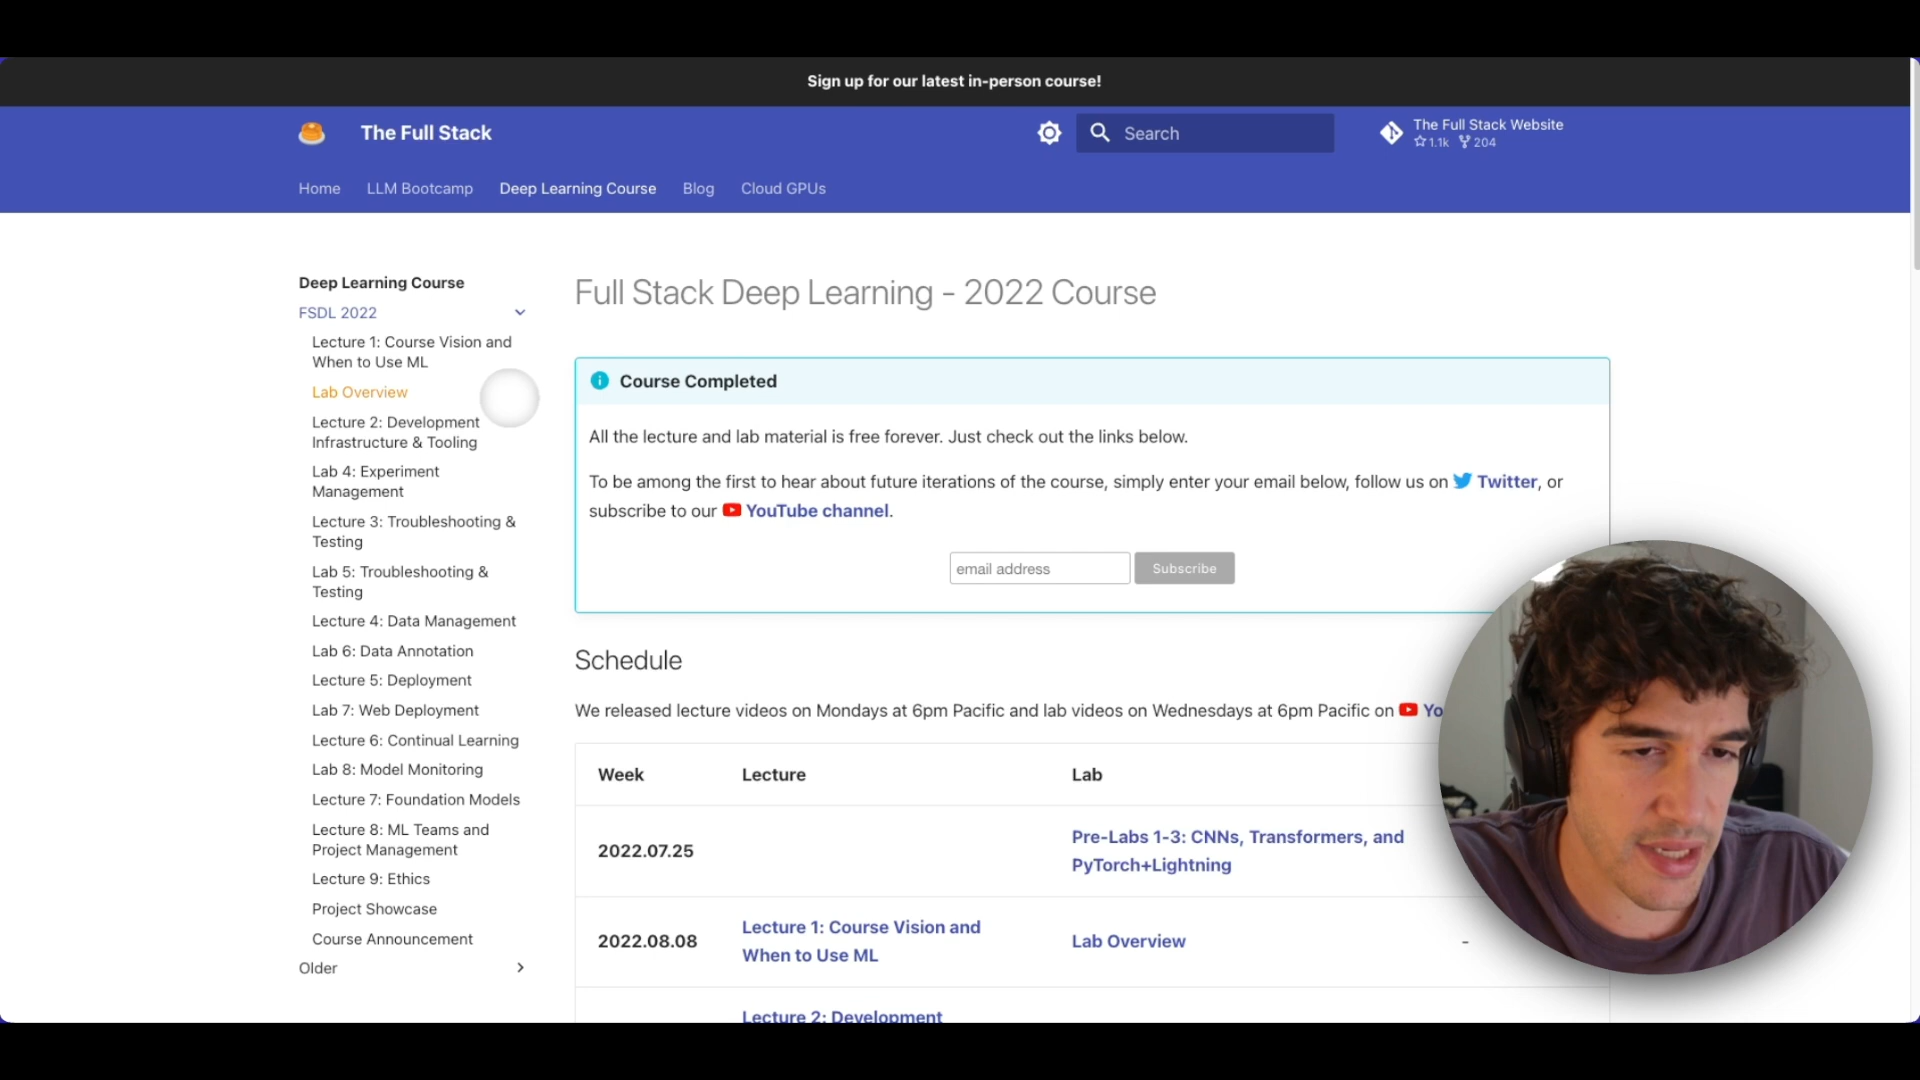 Sign up for our latest in-person course!
The Full Stack
Search
The Full Stack Website
1.1k 204
Home LLM Bootcamp Deep Learning Course Blog Cloud GPUs
Deep Learning Course
FSDL 2022
Lecture 1: Course Vision and
When to Use ML
Lab Overview
Lecture 2: Development
Infrastructure & Tooling
Lab 4: Experiment
Management
Lecture 3: Troubleshooting &
Testing
Lab 5: Troubleshooting &
Testing
Lecture 4: Data Management
Lab 6: Data Annotation
Lecture 5: Deployment
Lab 7: Web Deployment
Lecture 6: Continual Learning
Lab 8: Model Monitoring
Lecture 7: Foundation Models
Lecture 8: ML Teams and
Project Management
Lecture 9: Ethics
Project Showcase
Course Announcement
Older
Full Stack Deep Learning - 2022 Course
Course Completed
All the lecture and lab material is free forever. Just check out the links below.
To be among the first to hear about future iterations of the course, simply enter your email below, follow us on Twitter, or
subscribe to our YouTube channel.
email address Subscribe
Schedule
We released lecture videos on Mondays at 6pm Pacific and lab videos on Wednesdays at 6pm Pacific on Yo
Week Lecture Lab
2022.07.25
Pre-Labs 1-3: CNNs, Transformers, and
PyTorch+Lightning
2022.08.08
Lecture 1: Course Vision and
When to Use ML
Lab Overview
-
Lecture 2: Development